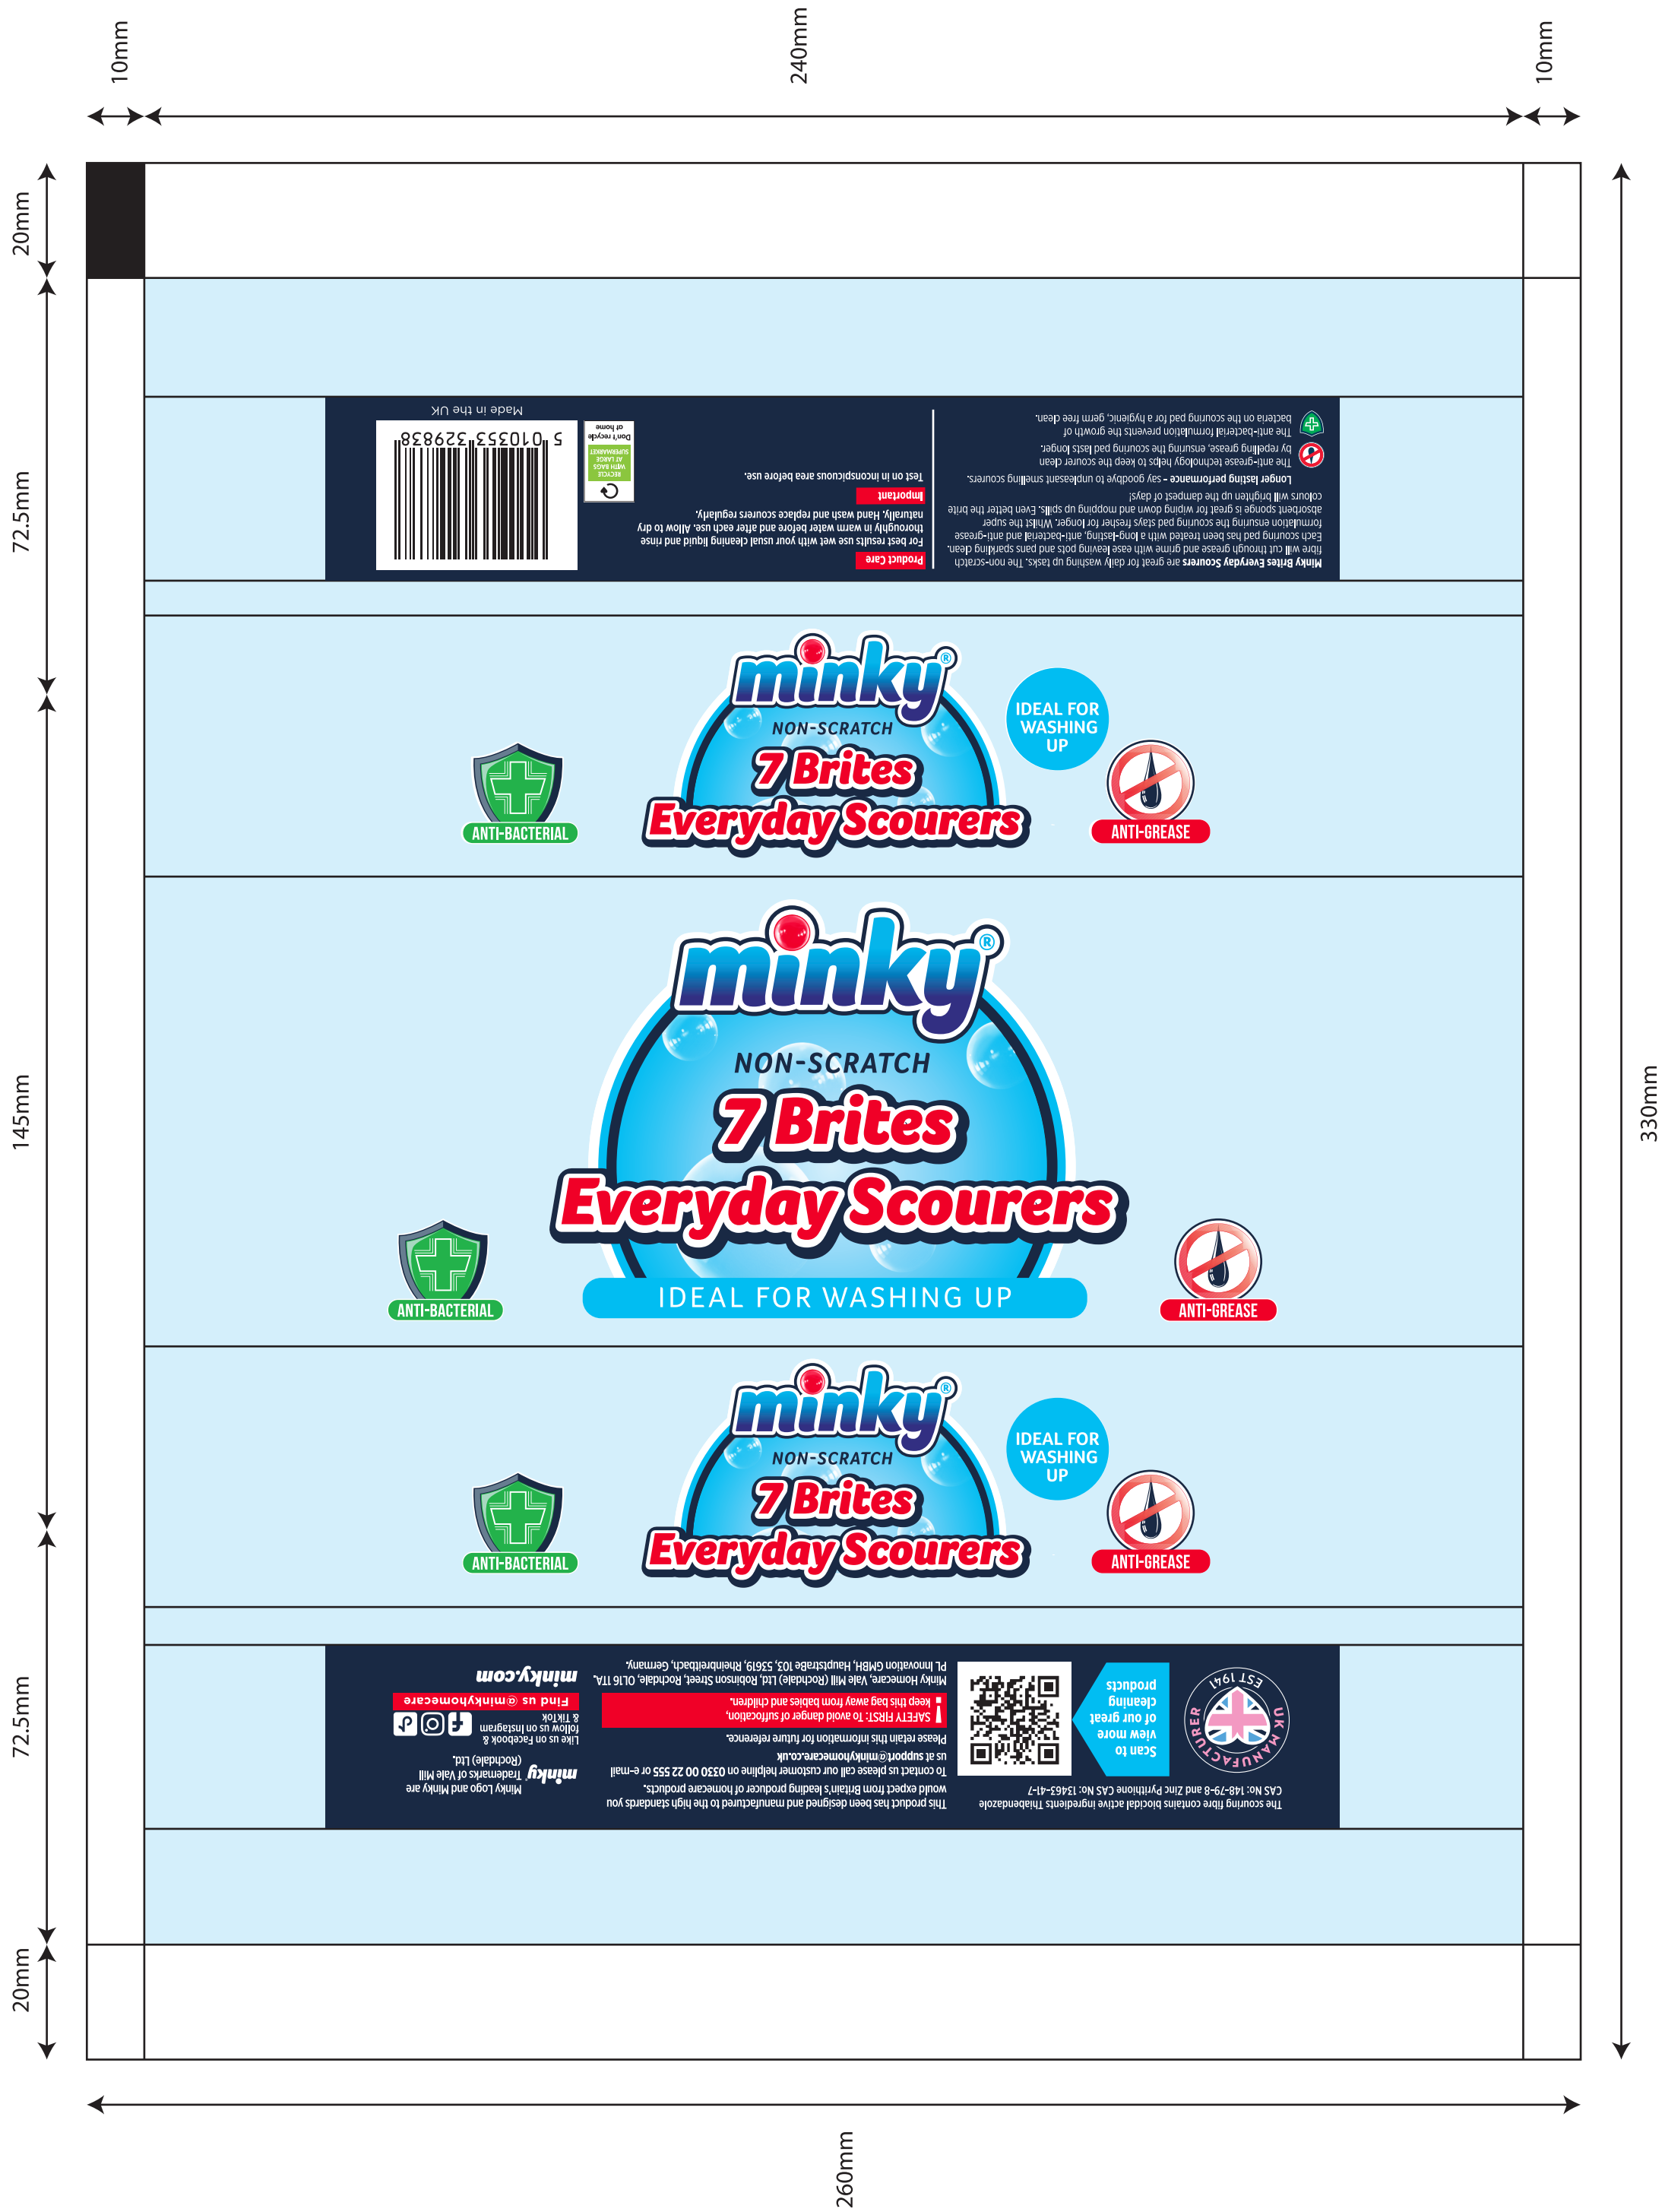 10mm
240mm
10mm
20mm
72.5mm
145mm
72.5mm
20mm
330mm
260mm
Minky Brites Everyday Scourers are great for daily washing up tasks. The non-scratch
fibre will cut through grease and grime with ease leaving pots and pans sparkling clean.
Each scouring pad has been treated with a long-lasting, anti-bacterial and anti-grease
formulation ensuring the scouring pad stays fresher for longer. Whilst the super
absorbent sponge is great for wiping down and mopping up spills. Even better the brite
colours will brighten up the dampest of days!
Longer lasting performance - say goodbye to unpleasant smelling scourers.
The anti-grease technology helps to keep the scourer clean
by repelling grease, ensuring the scouring pad lasts longer.
The anti-bacterial formulation prevents the growth of
bacteria on the scouring pad for a hygienic, germ free clean.
Product Care
For best results use wet with your usual cleaning liquid and rinse
thoroughly in warm water before and after each use. Allow to dry
naturally, Hand wash and replace scourers regularly.
Important
Test on in inconspicuous area before use.
RECYCLE
WITH BAGS
AT LARGE
SUPERMARKET
Don't recycle
at home
5 010353 329838
Made in the UK
minky®
NON-SCRATCH
7 Brites
Everyday Scourers
IDEAL FOR
WASHING
UP
ANTI-BACTERIAL
ANTI-GREASE
minky®
NON-SCRATCH
7 Brites
Everyday Scourers
IDEAL FOR WASHING UP
ANTI-BACTERIAL
ANTI-GREASE
minky®
NON-SCRATCH
7 Brites
Everyday Scourers
IDEAL FOR
WASHING
UP
ANTI-BACTERIAL
ANTI-GREASE
The scouring fibre contains biocidal active ingredients Thiabendazole
CAS No: 148-79-8 and Zinc Pyrithione CAS No: 13463-41-7
UK MANUFACTURER
EST 1941
Scan to
view more
of our great
cleaning
products
This product has been designed and manufactured to the high standards you
would expect from Britain's leading producer of homecare products.
To contact us please call our customer helpline on 0330 00 22 555 or e-mail
us at support@minkyhomecare.co.uk
Please retain this information for future reference.
! SAFETY FIRST: To avoid danger of suffocation,
keep this bag away from babies and children.
Minky Homecare, Vale Mill (Rochdale) Ltd, Robinson Street, Rochdale, OL16 1TA.
PL Innovation GMBH, Hauptstraße 103, 53619, Rheinbreitbach, Germany.
minky®
Minky Logo and Minky are
Trademarks of Vale Mill
(Rochdale) Ltd.
Like us on Facebook &
follow us on Instagram
& TikTok
Find us @minkyhomecare
minky.com